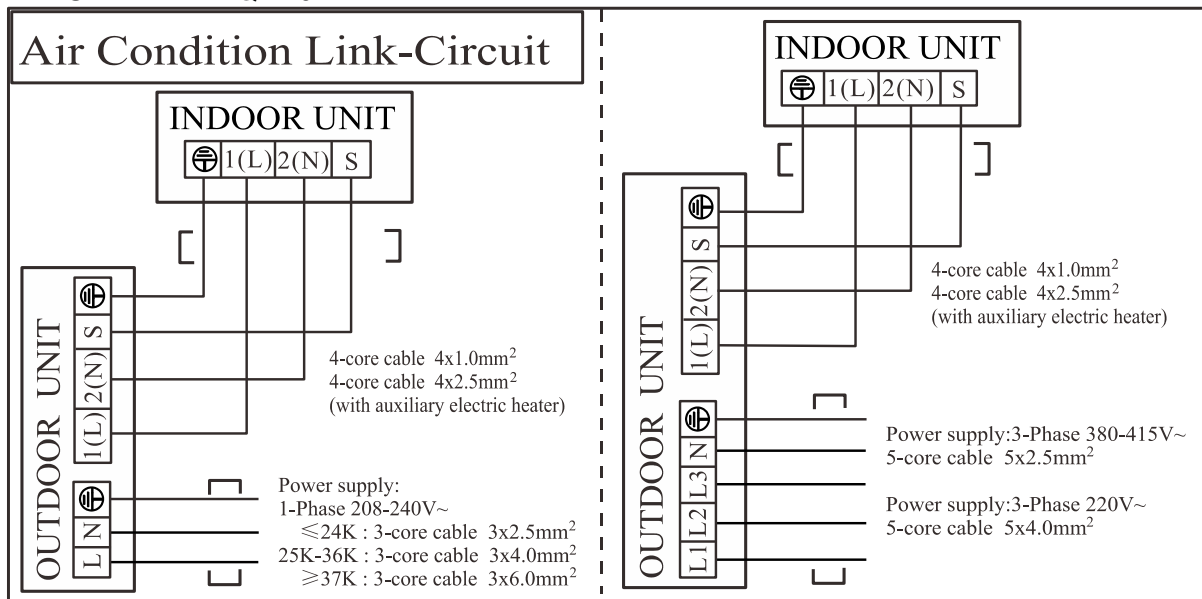 Air Condition Link-Circuit
INDOOR UNIT
1(L) 2(N) S
OUTDOOR UNIT
S
2(N)
1(L)
4-core cable 4x1.0mm²
4-core cable 4x2.5mm²
(with auxiliary electric heater)
N
L
Power supply:
1-Phase 208-240V~
≤24K : 3-core cable 3x2.5mm²
25K-36K : 3-core cable 3x4.0mm²
≥37K : 3-core cable 3x6.0mm²
INDOOR UNIT
1(L) 2(N) S
OUTDOOR UNIT
S
2(N)
1(L)
4-core cable 4x1.0mm²
4-core cable 4x2.5mm²
(with auxiliary electric heater)
N
L3
L2
L1
Power supply:3-Phase 380-415V~
5-core cable 5x2.5mm²
Power supply:3-Phase 220V~
5-core cable 5x4.0mm²